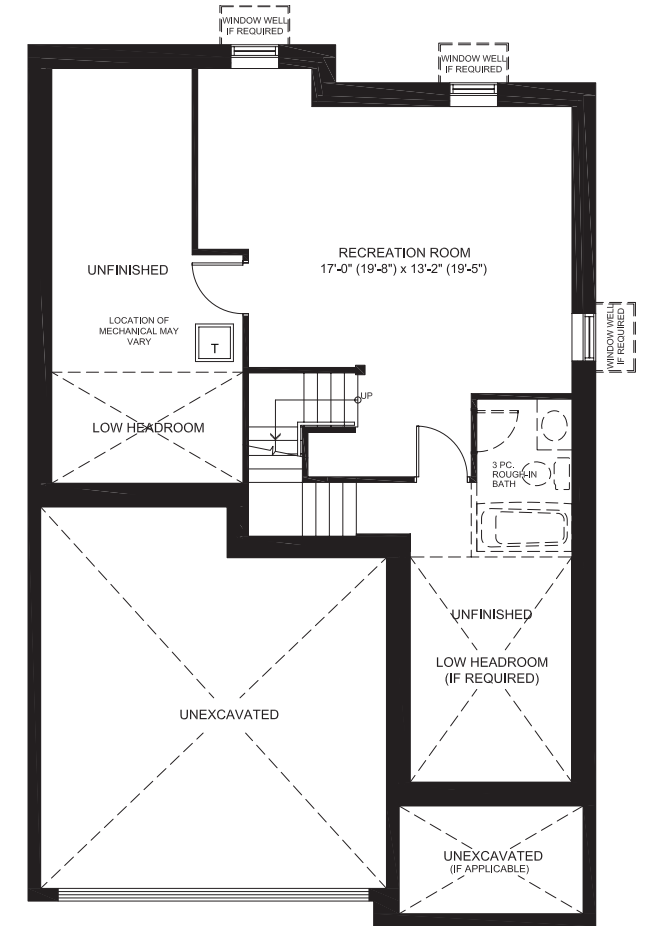 WINDOW WELL
IF REQUIRED
WINDOW WELL
IF REQUIRED
RECREATION ROOM
17'-0" (19'-8") x 13'-2" (19'-5")
UNFINISHED
LOCATION OF
MECHANICAL MAY
VARY
T
WINDOW WELL
IF REQUIRED
UP
LOW HEADROOM
3 PC.
ROUGH-IN
BATH
UNFINISHED
LOW HEADROOM
(IF REQUIRED)
UNEXCAVATED
UNEXCAVATED
(IF APPLICABLE)